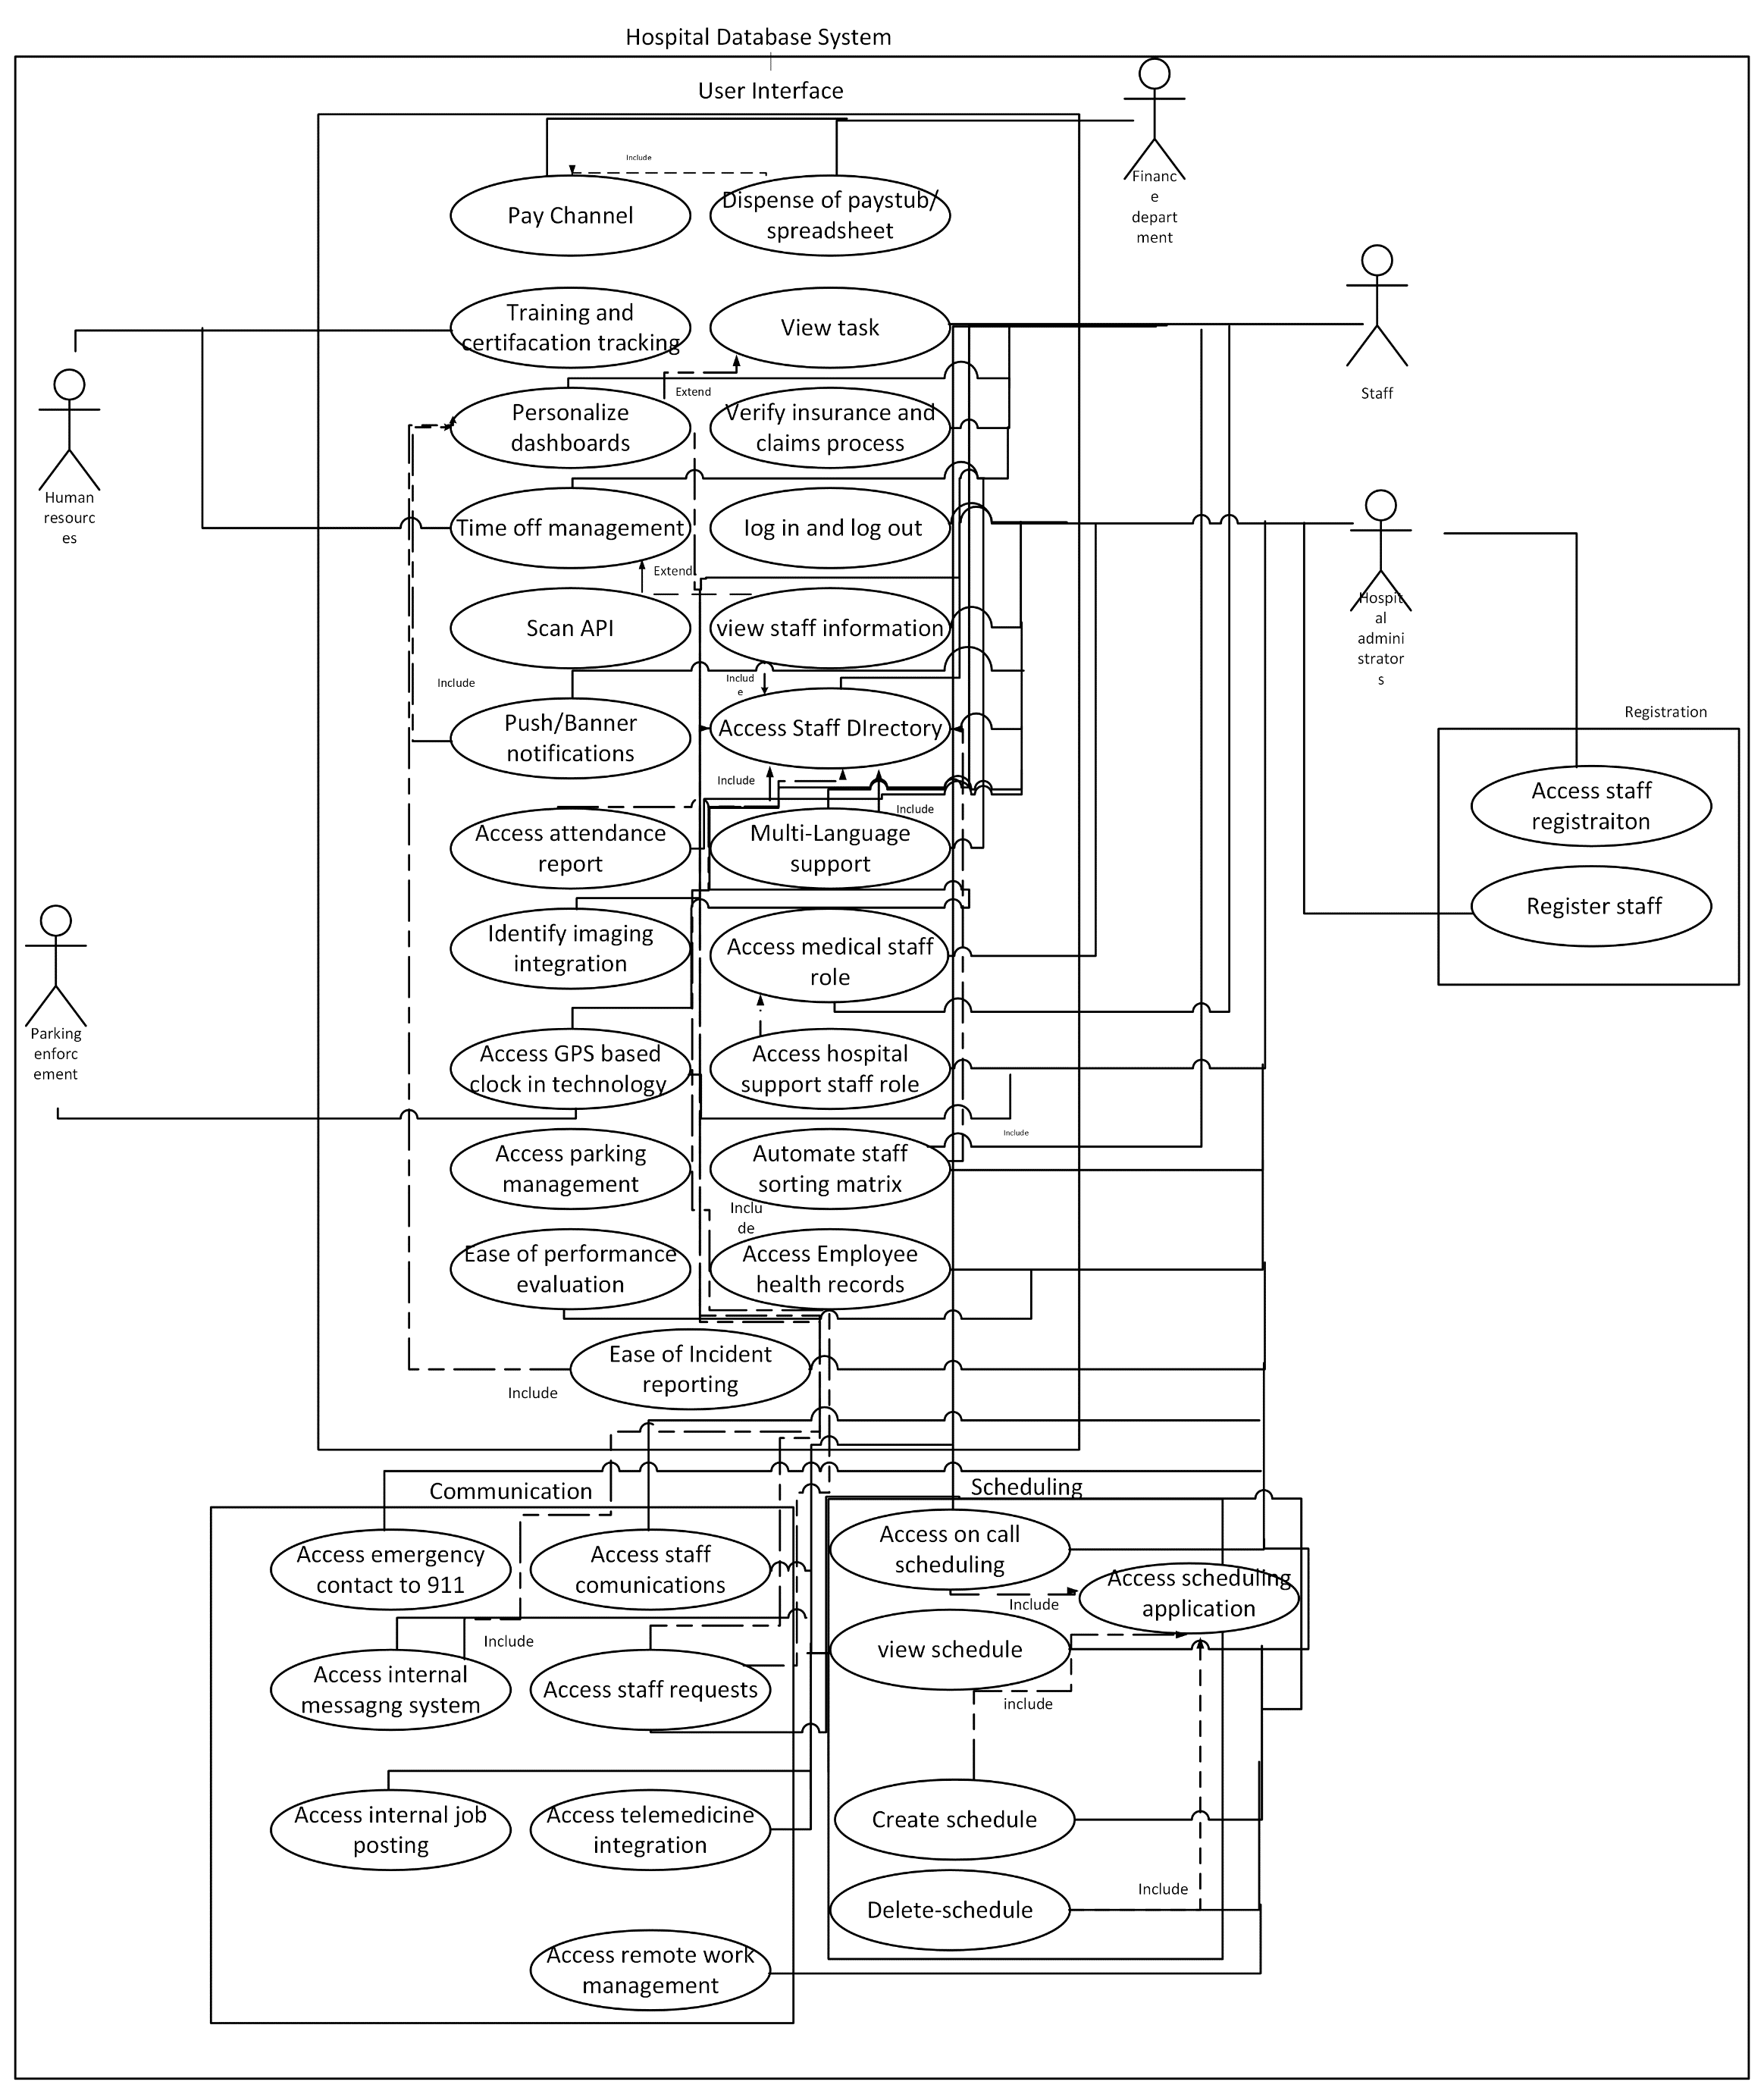 Hospital Database System
User Interface
Include
Pay Channel
Dispense of paystub/
spreadsheet
Financ
e
depart
ment
Training and
certifacation tracking
View task
Staff
Extend
Personalize
dashboards
Verify insurance and
claims process
Human
resourc
es
Time off management
log in and log out
Extend
Hospit
al
admini
strator
s
Scan API
view staff information
Include
Includ
e
Registration
Push/Banner
notifications
Access Staff DIrectory
Include
Include
Access staff
registraiton
Access attendance
report
Multi-Language
support
Register staff
Identify imaging
integration
Access medical staff
role
Parking
enforc
ement
Access GPS based
clock in technology
Access hospital
support staff role
Include
Access parking
management
Automate staff
sorting matrix
Inclu
de
Ease of performance
evaluation
Access Employee
health records
Ease of Incident
reporting
Include
Communication
Scheduling
Access emergency
contact to 911
Access staff
comunications
Access on call
scheduling
Access scheduling
application
Include
Include
view schedule
Access internal
messagng system
Access staff requests
include
Access internal job
posting
Access telemedicine
integration
Create schedule
Include
Delete-schedule
Access remote work
management